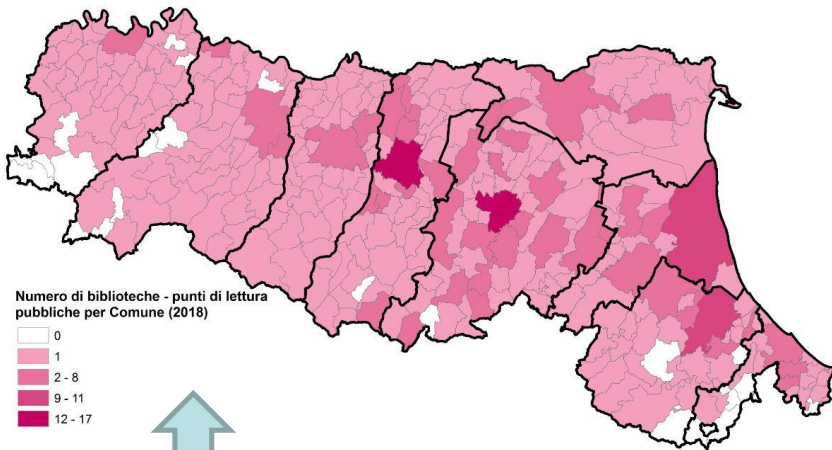 Numero di biblioteche - punti di lettura
pubbliche per Comune (2018)
0
1
2 - 8
9 - 11
12 - 17